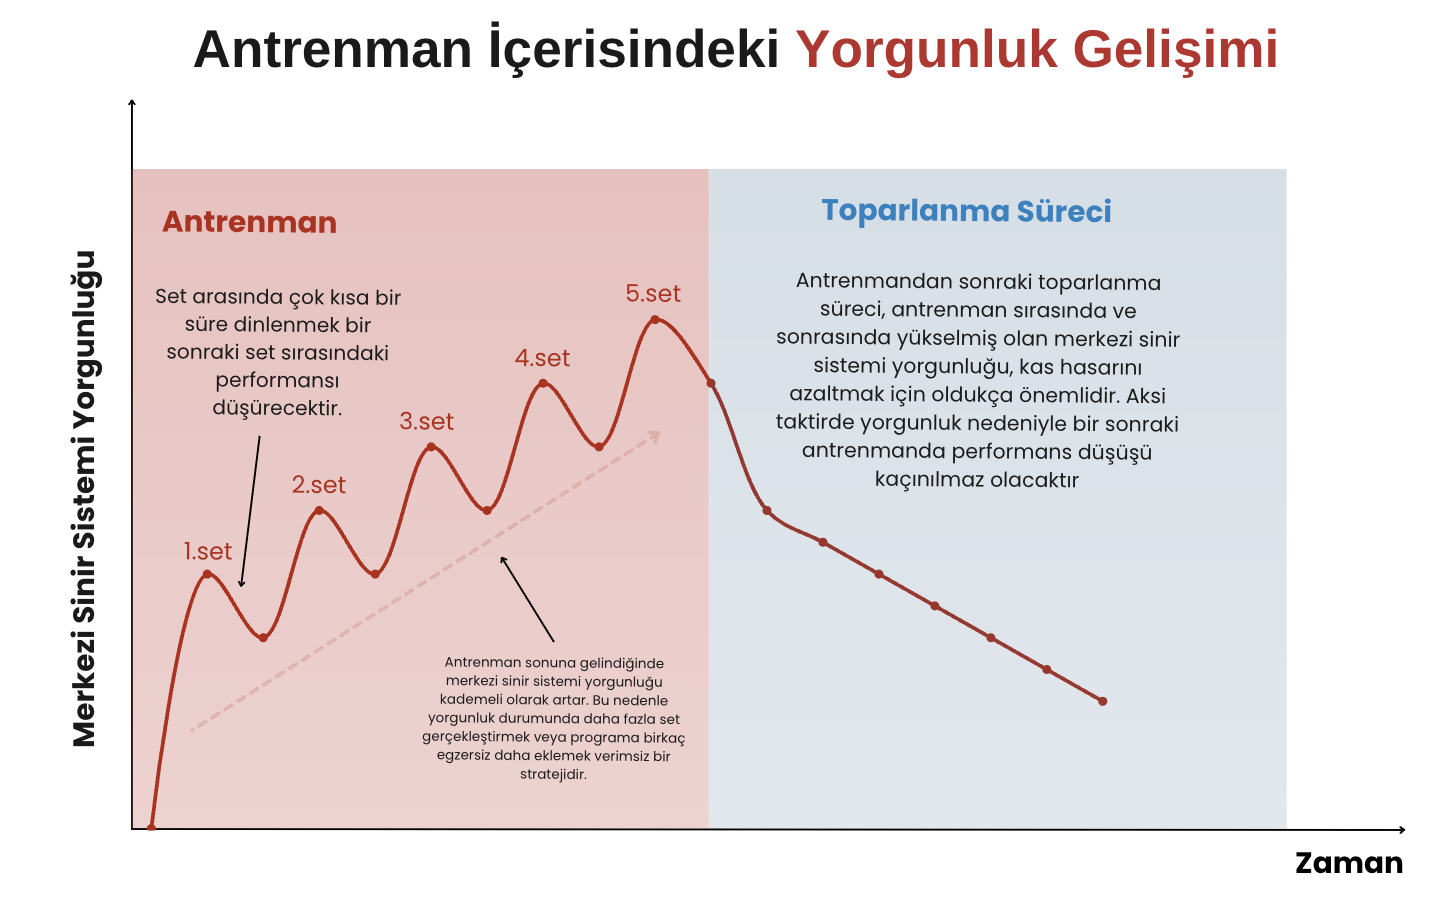 Antrenman İçerisindeki Yorgunluk Gelişimi
Merkezi Sinir Sistemi Yorgunluğu
Antrenman
Set arasında çok kısa bir
süre dinlenmek bir
sonraki set sırasındaki
performansı
düşürecektir.
1.set
2.set
3.set
4.set
5.set
Antrenman sonuna gelindiğinde
merkezi sinir sistemi yorgunluğu
kademeli olarak artar. Bu nedenle
yorgunluk durumunda daha fazla set
gerçekleştirmek veya programa birkaç
egzersiz daha eklemek verimsiz bir
stratejidir.
Toparlanma Süreci
Antrenmandan sonraki toparlanma
süreci, antrenman sırasında ve
sonrasında yükselmiş olan merkezi sinir
sistemi yorgunluğu, kas hasarını
azaltmak için oldukça önemlidir. Aksi
taktirde yorgunluk nedeniyle bir sonraki
antrenmanda performans düşüşü
kaçınılmaz olacaktır
Zaman